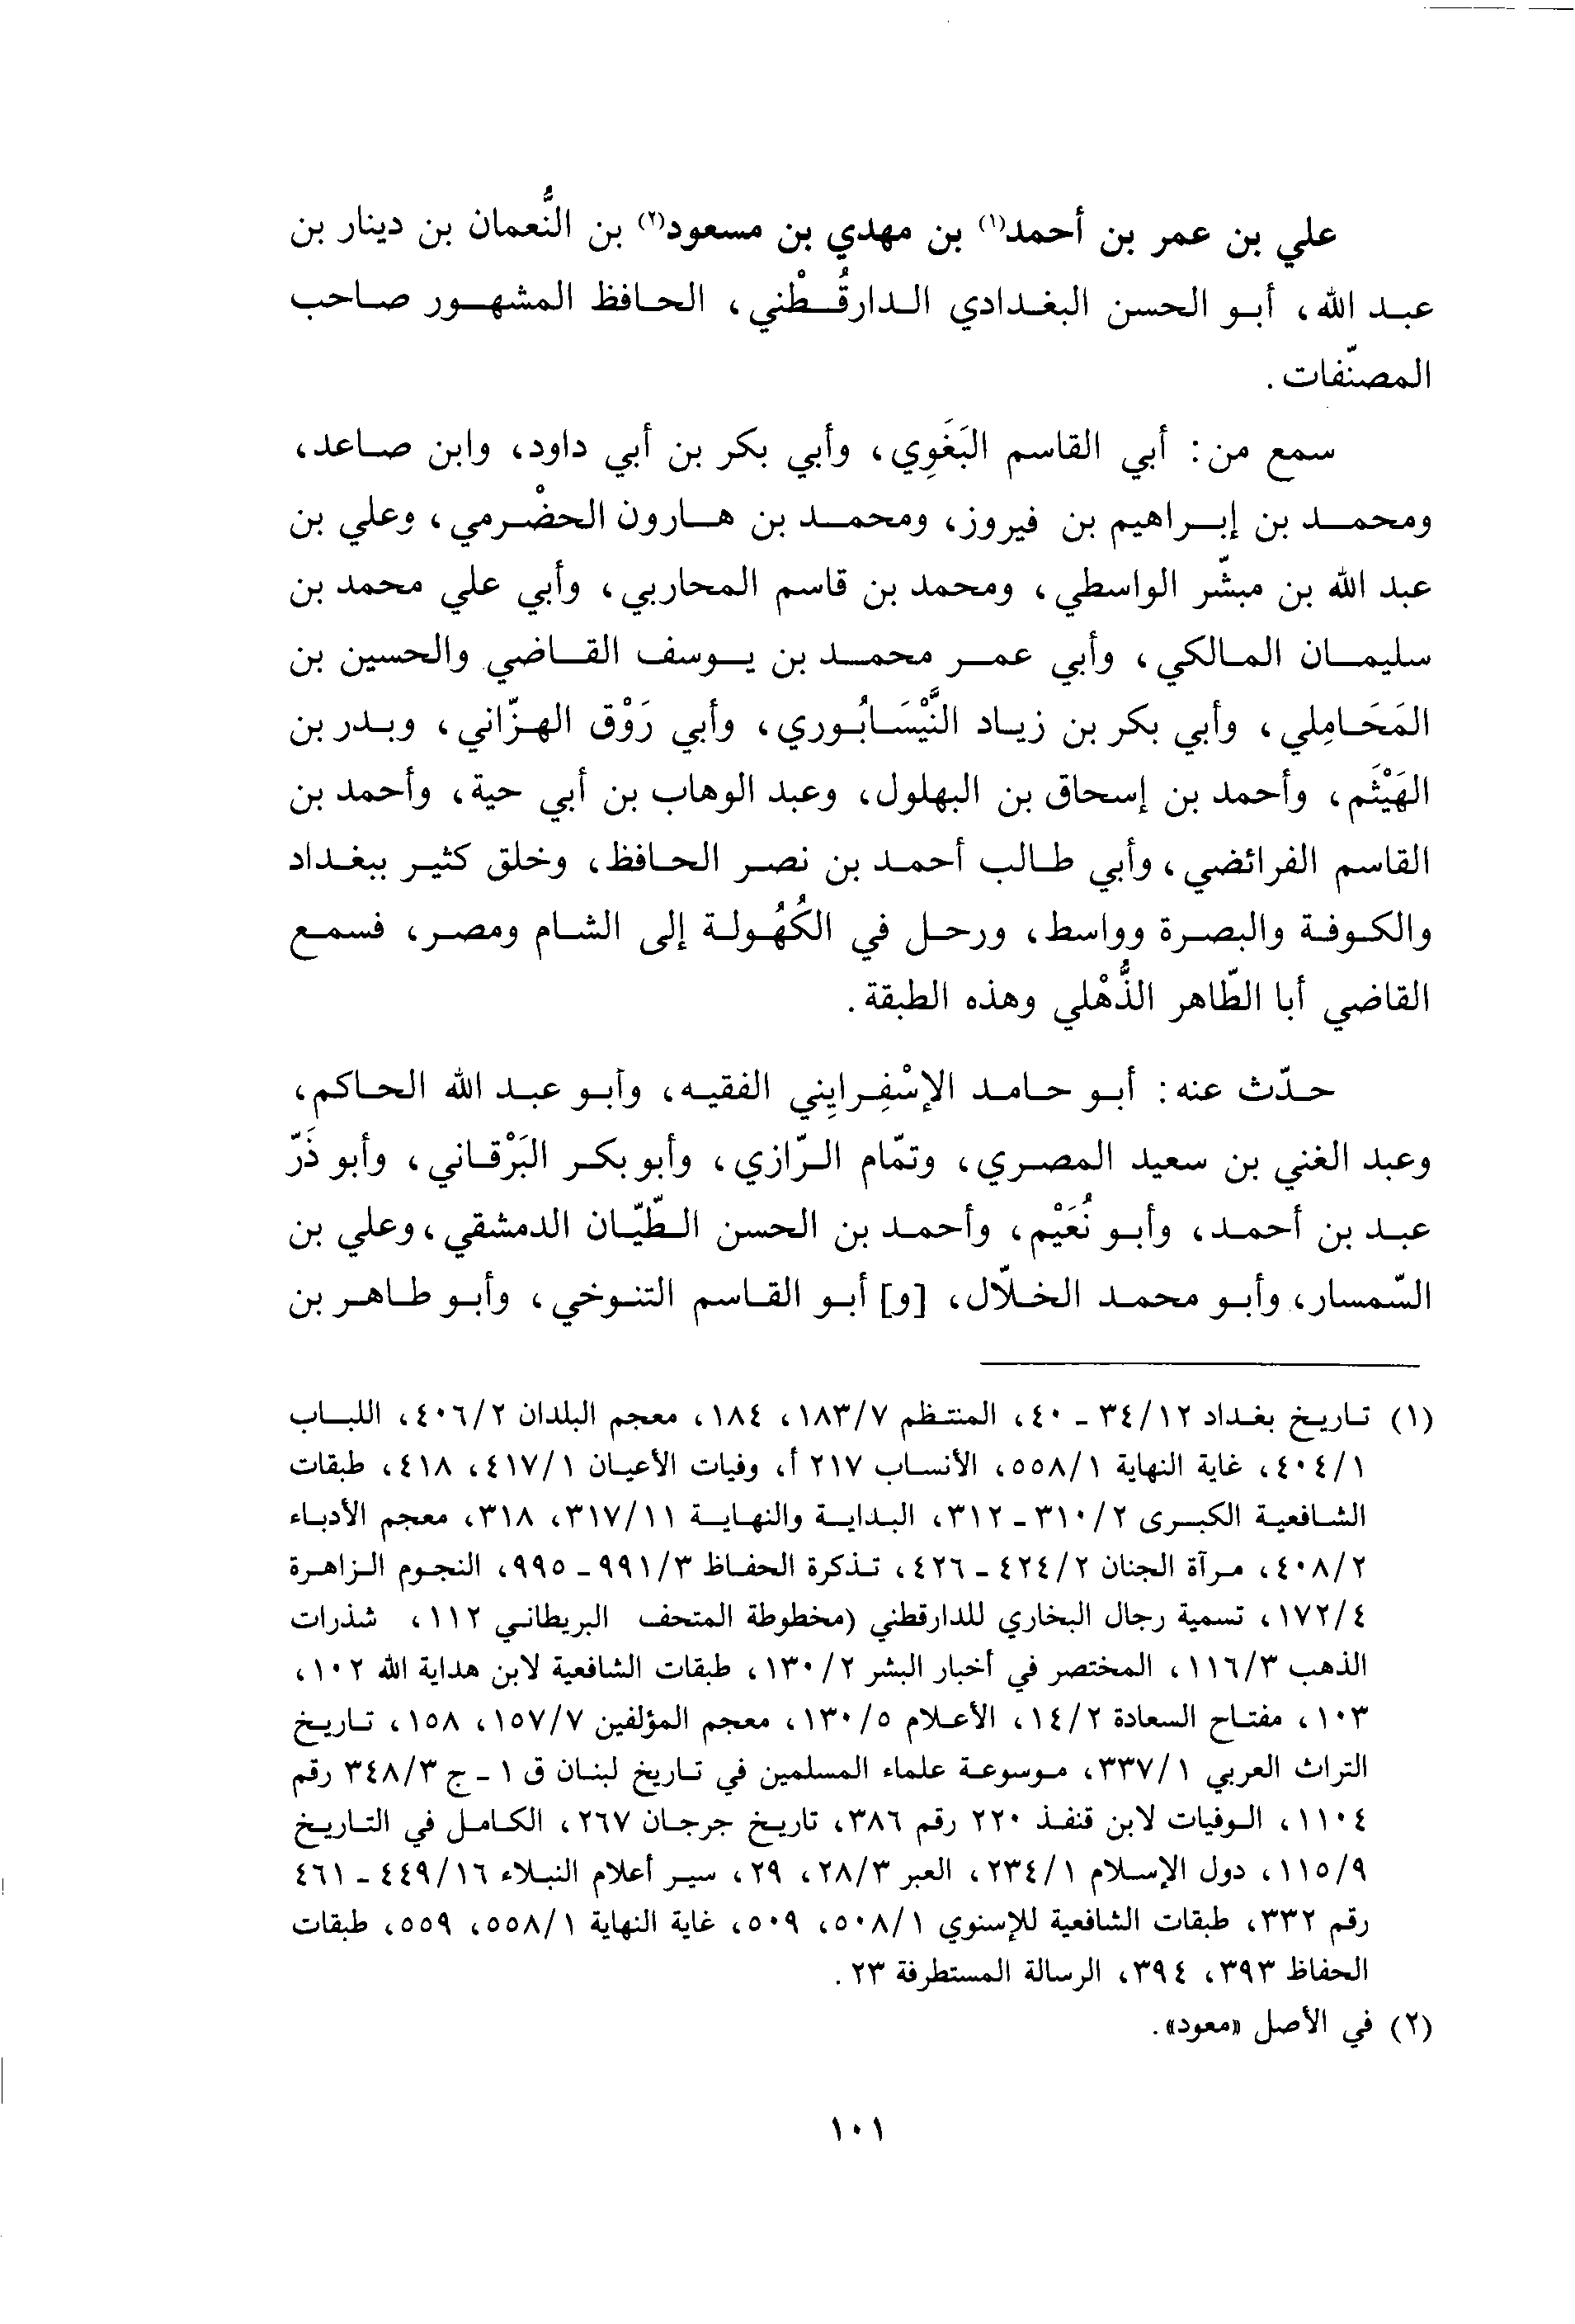 علي بن عمر بن أحمد(١) بن مهدي بن مسعود(٢) بن النُّعمان بن دينار بن
عبد الله، أبو الحسن البغدادي الدارقُطْني، الحافظ المشهور صاحب
المصنّفات.
سمع من: أبي القاسم البَغَوِي، وأبي بكر بن أبي داود، وابن صاعد،
ومحمد بن إبراهيم بن فيروز، ومحمد بن هارون الحضْرمي، وعلي بن
عبد الله بن مبشّر الواسطي، ومحمد بن قاسم المحاربي، وأبي علي محمد بن
سليمان المالكي، وأبي عمر محمد بن يوسف القاضي والحسين بن
المَحَامِلي، وأبي بكر بن زياد النَّيْسَابُوري، وأبي رَوْق الهزّاني، وبدر بن
الهَيْثَم، وأحمد بن إسحاق بن البهلول، وعبد الوهاب بن أبي حية، وأحمد بن
القاسم الفرائضي، وأبي طالب أحمد بن نصر الحافظ، وخلق كثير ببغداد
والكوفة والبصرة وواسط، ورحل في الكُهُولة إلى الشام ومصر، فسمع
القاضي أبا الطّاهر الذُّهْلي وهذه الطبقة.
حدّث عنه: أبو حامد الإسْفِرايِني الفقيه، وأبو عبد الله الحاكم،
وعبد الغني بن سعيد المصري، وتمّام الرّازي، وأبو بكر البَرْقاني، وأبو ذَرّ
عبد بن أحمد، وأبو نُعَيْم، وأحمد بن الحسن الطّيّان الدمشقي، وعلي بن
السّمسار، وأبو محمد الخلّال، [و] أبو القاسم التنوخي، وأبو طاهر بن
(١) تاريخ بغداد ٣٤/١٢ ـ ٤٠، المنتظم ١٨٣/٧، ١٨٤، معجم البلدان ٤٠٦/٢، اللباب
٤٠٤/١، غاية النهاية ٥٥٨/١، الأنساب ٢١٧ أ، وفيات الأعيان ٤١٧/١، ٤١٨، طبقات
الشافعية الكبرى ٣١٠/٢ ـ ٣١٢، البداية والنهاية ٣١٧/١١، ٣١٨، معجم الأدباء
٤٠٨/٢، مرآة الجنان ٤٢٤/٢ ـ ٤٢٦، تذكرة الحفاظ ٩٩١/٣ ـ ٩٩٥، النجوم الزاهرة
١٧٢/٤، تسمية رجال البخاري للدارقطني (مخطوطة المتحف البريطاني ١١٢، شذرات
الذهب ١١٦/٣، المختصر في أخبار البشر ١٣٠/٢، طبقات الشافعية لابن هداية الله ١٠٢،
١٠٣، مفتاح السعادة ١٤/٢، الأعلام ١٣٠/٥، معجم المؤلفين ١٥٧/٧، ١٥٨، تاريخ
التراث العربي ٣٣٧/١، موسوعة علماء المسلمين في تاريخ لبنان ق ١ ـ ج ٣٤٨/٣ رقم
١١٠٤، الوفيات لابن قنفذ ٢٢٠ رقم ٣٨٦، تاريخ جرجان ٢٦٧، الكامل في التاريخ
١١٥/٩، دول الإسلام ٢٣٤/١، العبر ٢٨/٣، ٢٩، سير أعلام النبلاء ٤٤٩/١٦ ـ ٤٦١
رقم ٣٣٢، طبقات الشافعية للإسنوي ٥٠٨/١، ٥٠٩، غاية النهاية ٥٥٨/١، ٥٥٩، طبقات
الحفاظ ٣٩٣، ٣٩٤، الرسالة المستطرفة ٢٣.
(٢) في الأصل «معود».
١٠١